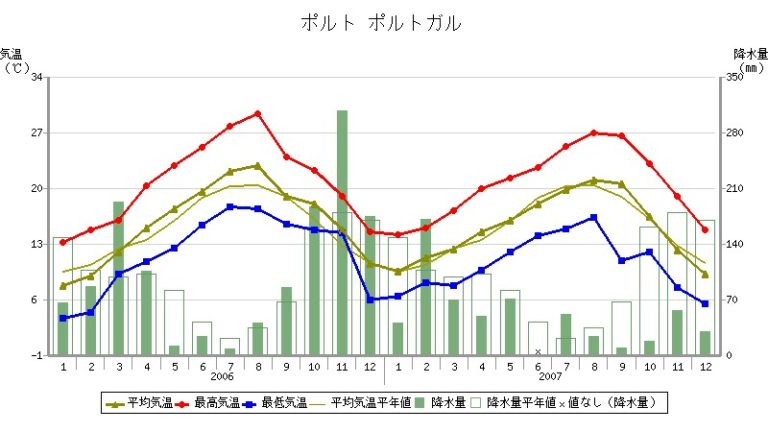 ポルト ポルトガル
気温 降水量
(℃) (mm)
34 350
27 280
20 210
13 140
6 70
-1 0
1 2 3 4 5 6 7 8 9 10 11 12 1 2 3 4 5 6 7 8 9 10 11 12
2006 2007
平均気温 最高気温 最低気温 平均気温平年値 降水量 降水量平年値 × 値なし(降水量)